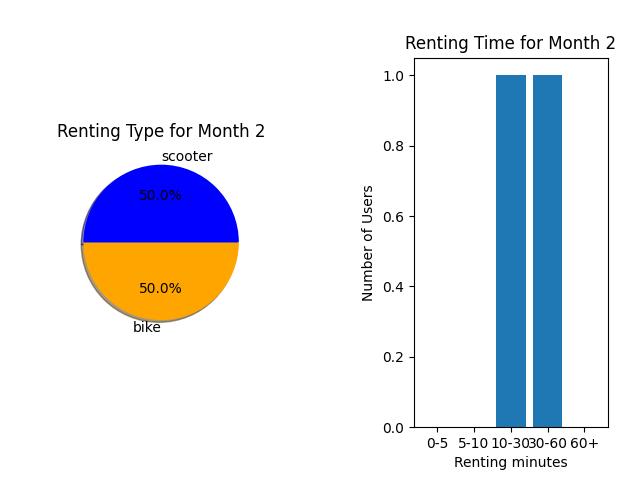 Renting Type for Month 2
scooter
50.0%
50.0%
bike
Renting Time for Month 2
1.0
0.8
0.6
0.4
0.2
0.0
Number of Users
0-5 5-10 10-30 30-60 60+
Renting minutes